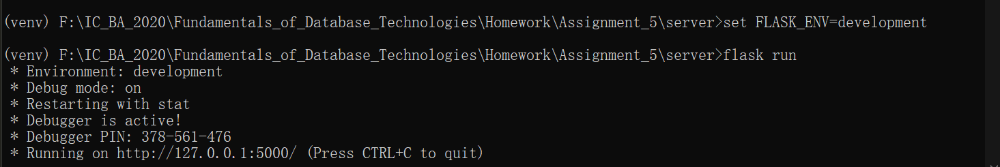 (venv) F:\IC_BA_2020\Fundamentals_of_Database_Technologies\Homework\Assignment_5\server>set FLASK_ENV=development
(venv) F:\IC_BA_2020\Fundamentals_of_Database_Technologies\Homework\Assignment_5\server>flask run
* Environment: development
* Debug mode: on
* Restarting with stat
* Debugger is active!
* Debugger PIN: 378-561-476
* Running on http://127.0.0.1:5000/ (Press CTRL+C to quit)